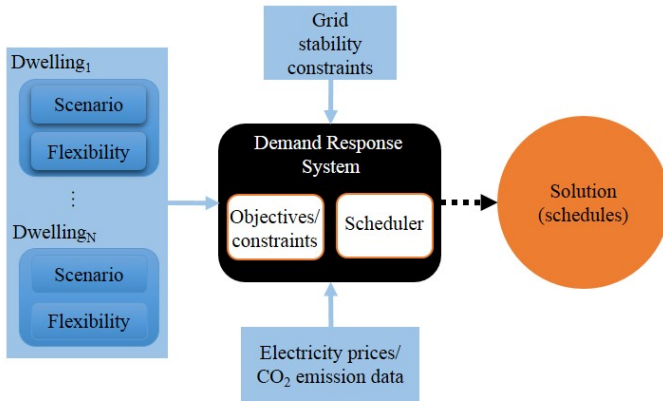 Dwelling₁
Scenario
Flexibility
⋮
Dwelling_N
Scenario
Flexibility
Grid
stability
constraints
Demand Response
System
Objectives/
constraints
Scheduler
Electricity prices/
CO₂ emission data
Solution
(schedules)